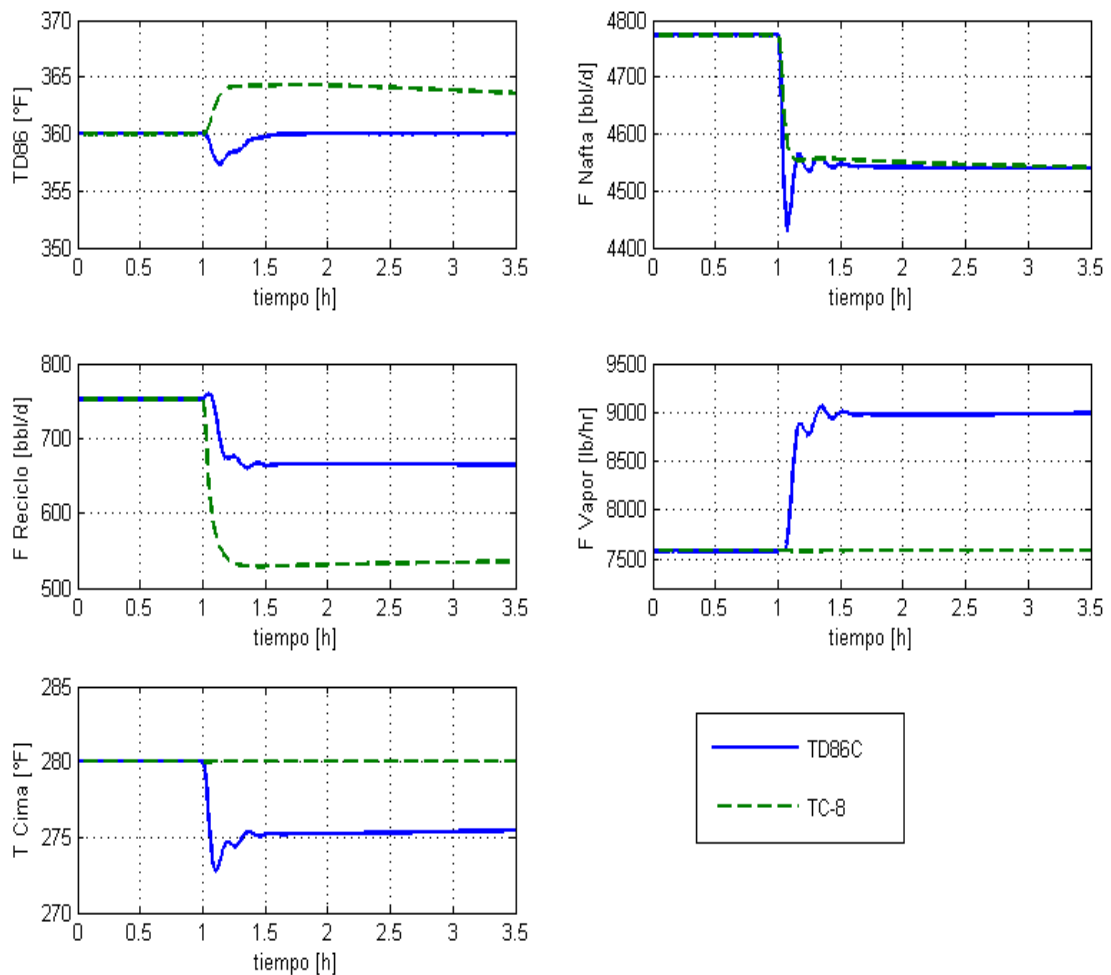 370
365
360
355
350
TD86 [°F]
0 0.5 1 1.5 2 2.5 3 3.5
tiempo [h]
4800
4700
4600
4500
4400
F Nafta [bbl/d]
0 0.5 1 1.5 2 2.5 3 3.5
tiempo [h]
800
700
600
500
F Reciclo [bbl/d]
0 0.5 1 1.5 2 2.5 3 3.5
tiempo [h]
9500
9000
8500
8000
7500
F Vapor [lb/hr]
0 0.5 1 1.5 2 2.5 3 3.5
tiempo [h]
285
280
275
270
T Cima [°F]
0 0.5 1 1.5 2 2.5 3 3.5
tiempo [h]
TD86C
TC-8